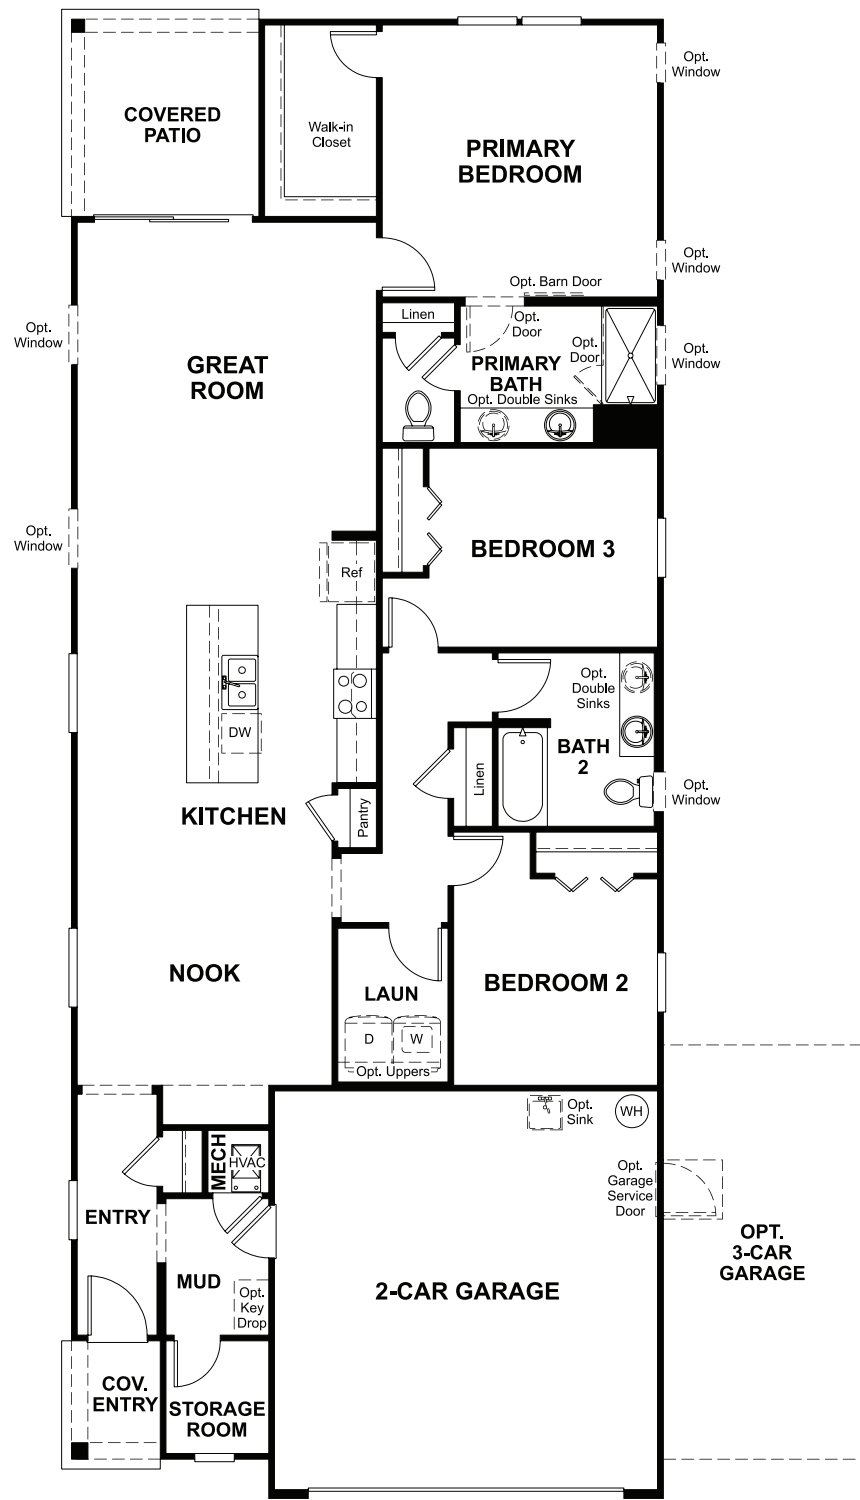 COVERED
PATIO
Walk-in
Closet
PRIMARY
BEDROOM
Opt.
Window
Opt.
Window
Opt. Barn Door
Linen
Opt.
Door
Opt.
Window
GREAT
ROOM
PRIMARY
BATH
Opt.
Door
Opt.
Window
Opt. Double Sinks
Opt.
Window
BEDROOM 3
Ref
Opt.
Double
Sinks
DW
BATH
2
Linen
Opt.
Window
KITCHEN
Pantry
NOOK
LAUN
BEDROOM 2
D
W
Opt. Uppers
Opt.
Sink
WH
MECH
HVAC
Opt.
Garage
Service
Door
ENTRY
OPT.
3-CAR
GARAGE
MUD
Opt.
Key
Drop
2-CAR GARAGE
COV.
ENTRY
STORAGE
ROOM